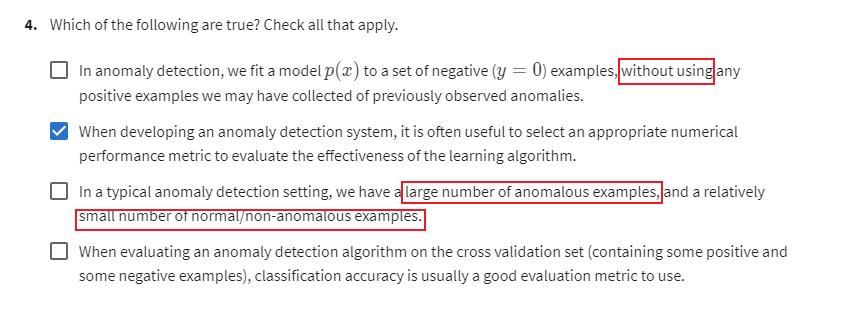 4. Which of the following are true? Check all that apply.
In anomaly detection, we fit a model p(x) to a set of negative (y = 0) examples, without using any
positive examples we may have collected of previously observed anomalies.
When developing an anomaly detection system, it is often useful to select an appropriate numerical
performance metric to evaluate the effectiveness of the learning algorithm.
In a typical anomaly detection setting, we have a large number of anomalous examples, and a relatively
small number of normal/non-anomalous examples.
When evaluating an anomaly detection algorithm on the cross validation set (containing some positive and
some negative examples), classification accuracy is usually a good evaluation metric to use.